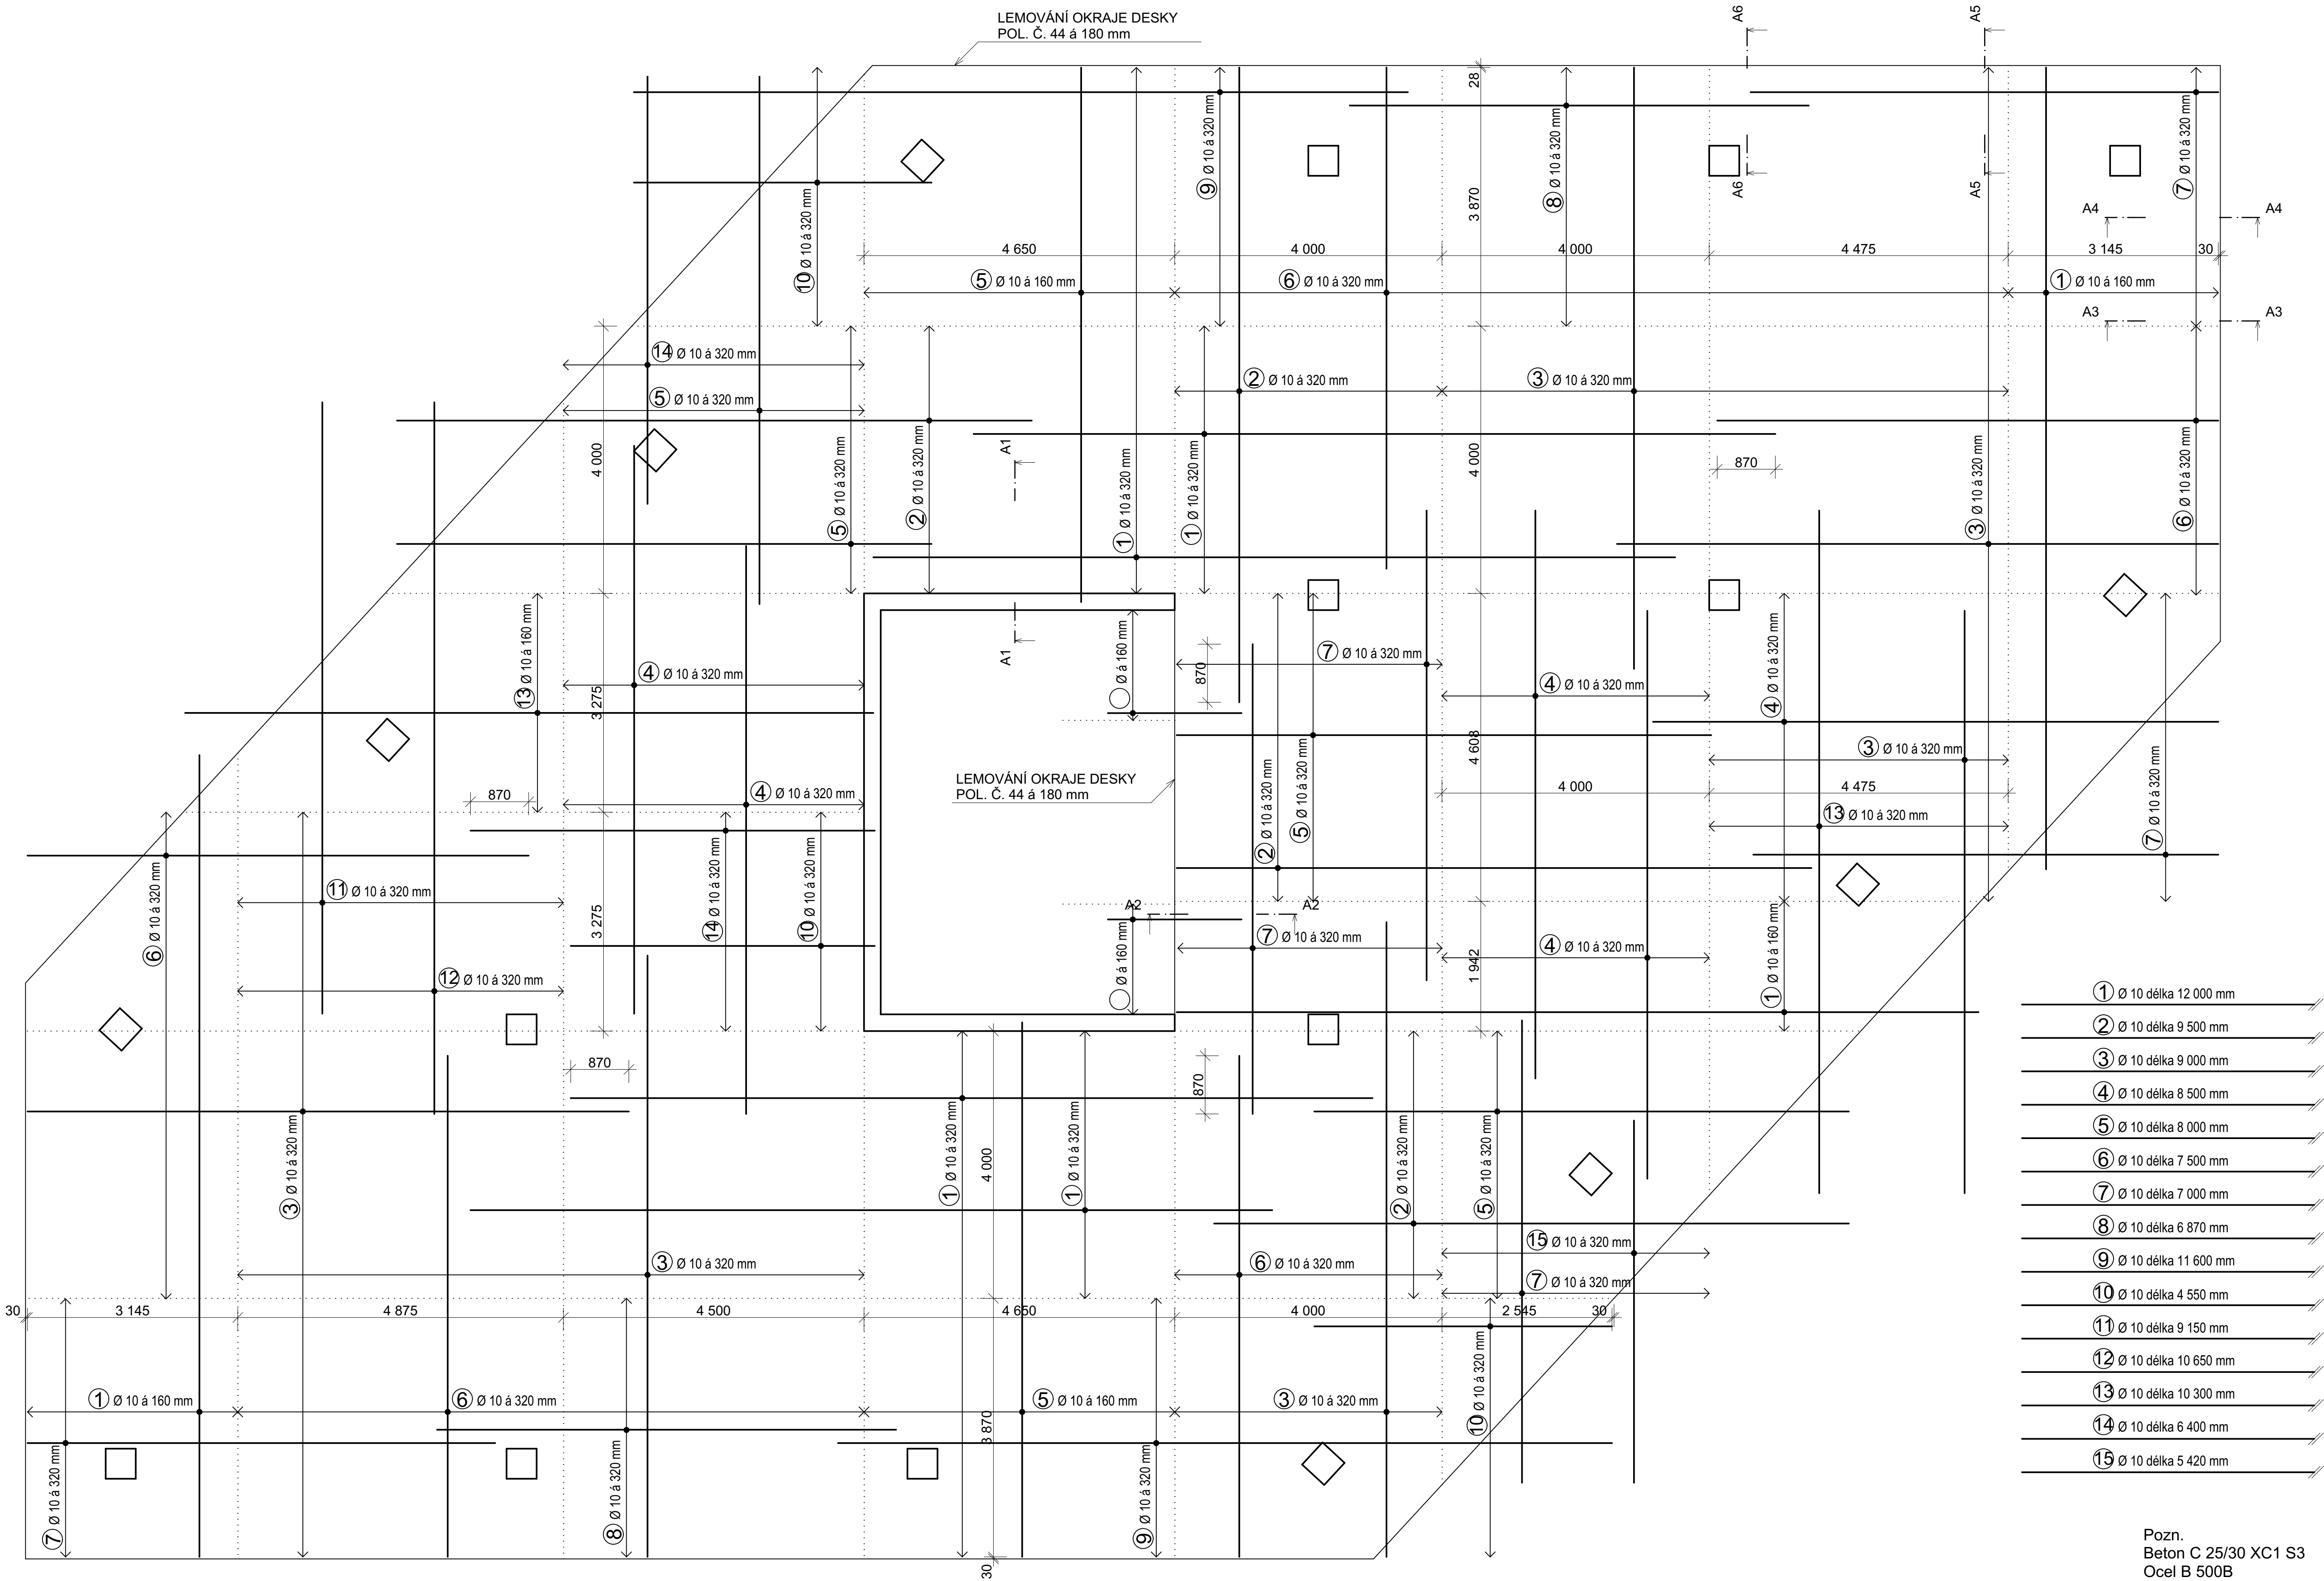 LEMOVÁNÍ OKRAJE DESKY
POL. Č. 44 á 180 mm
A6
A5
28
10 Ø 10 á 320 mm
9 Ø 10 á 320 mm
8 Ø 10 á 320 mm
7 Ø 10 á 320 mm
3 870
A6
A5
A4
A4
4 650
4 000
4 000
4 475
3 145
30
5 Ø 10 á 160 mm
6 Ø 10 á 320 mm
1 Ø 10 á 160 mm
A3
A3
14 Ø 10 á 320 mm
5 Ø 10 á 320 mm
2 Ø 10 á 320 mm
3 Ø 10 á 320 mm
4 000
5 Ø 10 á 320 mm
2 Ø 10 á 320 mm
A1
1 Ø 10 á 320 mm
1 Ø 10 á 320 mm
4 000
870
3 Ø 10 á 320 mm
6 Ø 10 á 320 mm
13 Ø 10 á 160 mm
4 Ø 10 á 320 mm
3 275
A1
Ø á 160 mm
870
7 Ø 10 á 320 mm
4 Ø 10 á 320 mm
4 Ø 10 á 320 mm
2 Ø 10 á 320 mm
5 Ø 10 á 320 mm
4 608
3 Ø 10 á 320 mm
7 Ø 10 á 320 mm
870
4 Ø 10 á 320 mm
LEMOVÁNÍ OKRAJE DESKY
POL. Č. 44 á 180 mm
4 000
4 475
13 Ø 10 á 320 mm
6 Ø 10 á 320 mm
11 Ø 10 á 320 mm
3 275
14 Ø 10 á 320 mm
10 Ø 10 á 320 mm
A2
A2
12 Ø 10 á 320 mm
Ø á 160 mm
7 Ø 10 á 320 mm
1 942
4 Ø 10 á 320 mm
1 Ø 10 á 160 mm
870
870
3 Ø 10 á 320 mm
1 Ø 10 á 320 mm
4 000
1 Ø 10 á 320 mm
2 Ø 10 á 320 mm
5 Ø 10 á 320 mm
3 Ø 10 á 320 mm
6 Ø 10 á 320 mm
15 Ø 10 á 320 mm
7 Ø 10 á 320 mm
30
3 145
4 875
4 500
4 650
4 000
2 545
30
1 Ø 10 á 160 mm
6 Ø 10 á 320 mm
5 Ø 10 á 160 mm
3 Ø 10 á 320 mm
7 Ø 10 á 320 mm
8 Ø 10 á 320 mm
3 870
9 Ø 10 á 320 mm
10 Ø 10 á 320 mm
30
1 Ø 10 délka 12 000 mm
2 Ø 10 délka 9 500 mm
3 Ø 10 délka 9 000 mm
4 Ø 10 délka 8 500 mm
5 Ø 10 délka 8 000 mm
6 Ø 10 délka 7 500 mm
7 Ø 10 délka 7 000 mm
8 Ø 10 délka 6 870 mm
9 Ø 10 délka 11 600 mm
10 Ø 10 délka 4 550 mm
11 Ø 10 délka 9 150 mm
12 Ø 10 délka 10 650 mm
13 Ø 10 délka 10 300 mm
14 Ø 10 délka 6 400 mm
15 Ø 10 délka 5 420 mm
Pozn.
Beton C 25/30 XC1 S3
Ocel B 500B